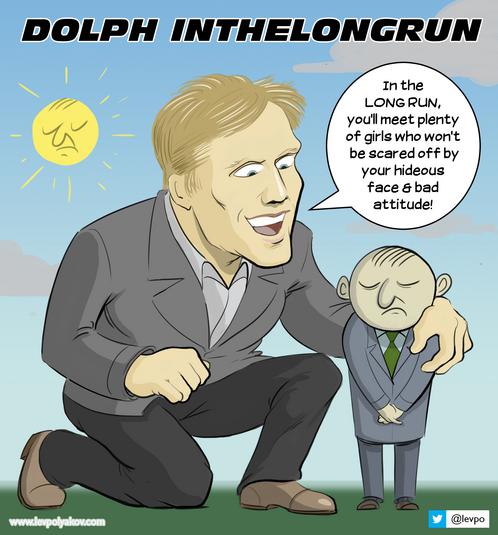 DOLPH INTHELONGRUN
In the
LONG RUN,
you'll meet plenty
of girls who won't
be scared off by
your hideous
face & bad
attitude!
www.levpolyakov.com
@levpo